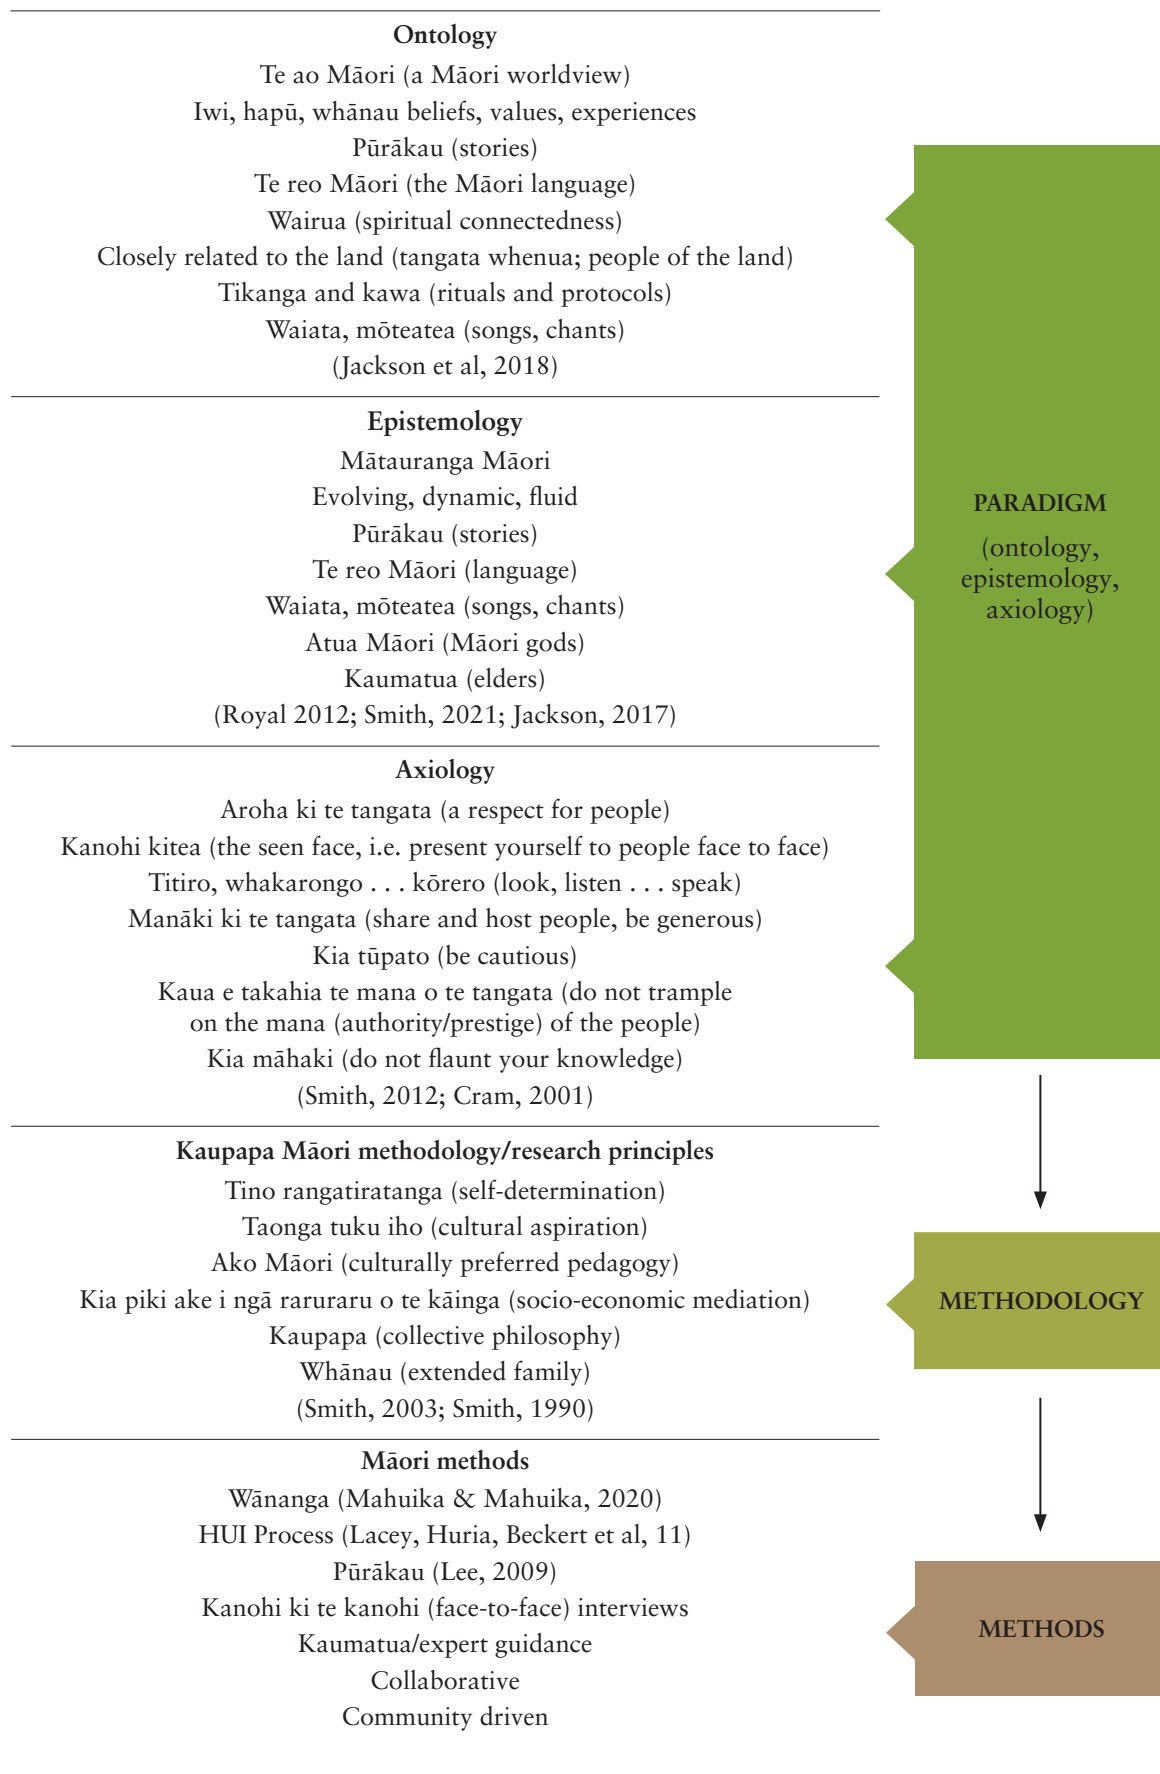 Ontology
Te ao Māori (a Māori worldview)
Iwi, hapū, whānau beliefs, values, experiences
Pūrākau (stories)
Te reo Māori (the Māori language)
Wairua (spiritual connectedness)
Closely related to the land (tangata whenua; people of the land)
Tikanga and kawa (rituals and protocols)
Waiata, mōteatea (songs, chants)
(Jackson et al, 2018)
Epistemology
Mātauranga Māori
Evolving, dynamic, fluid
Pūrākau (stories)
Te reo Māori (language)
Waiata, mōteatea (songs, chants)
Atua Māori (Māori gods)
Kaumatua (elders)
(Royal 2012; Smith, 2021; Jackson, 2017)
Axiology
Aroha ki te tangata (a respect for people)
Kanohi kitea (the seen face, i.e. present yourself to people face to face)
Titiro, whakarongo . . . kōrero (look, listen . . . speak)
Manāki ki te tangata (share and host people, be generous)
Kia tūpato (be cautious)
Kaua e takahia te mana o te tangata (do not trample
on the mana (authority/prestige) of the people)
Kia māhaki (do not flaunt your knowledge)
(Smith, 2012; Cram, 2001)
PARADIGM
(ontology,
epistemology,
axiology)
Kaupapa Māori methodology/research principles
Tino rangatiratanga (self-determination)
Taonga tuku iho (cultural aspiration)
Ako Māori (culturally preferred pedagogy)
Kia piki ake i ngā raruraru o te kāinga (socio-economic mediation)
Kaupapa (collective philosophy)
Whānau (extended family)
(Smith, 2003; Smith, 1990)
METHODOLOGY
Māori methods
Wānanga (Mahuika & Mahuika, 2020)
HUI Process (Lacey, Huria, Beckert et al, 11)
Pūrākau (Lee, 2009)
Kanohi ki te kanohi (face-to-face) interviews
Kaumatua/expert guidance
Collaborative
Community driven
METHODS